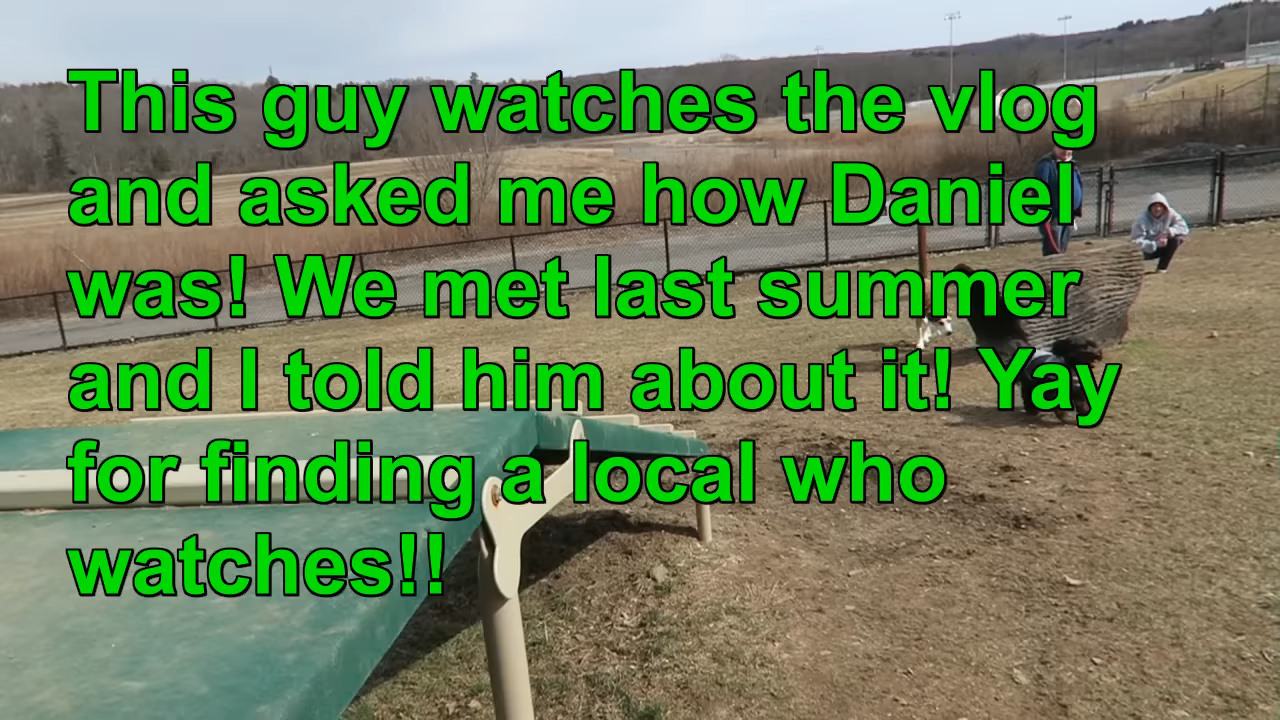 This guy watches the vlog
and asked me how Daniel
was! We met last summer
and I told him about it! Yay
for finding a local who
watches!!